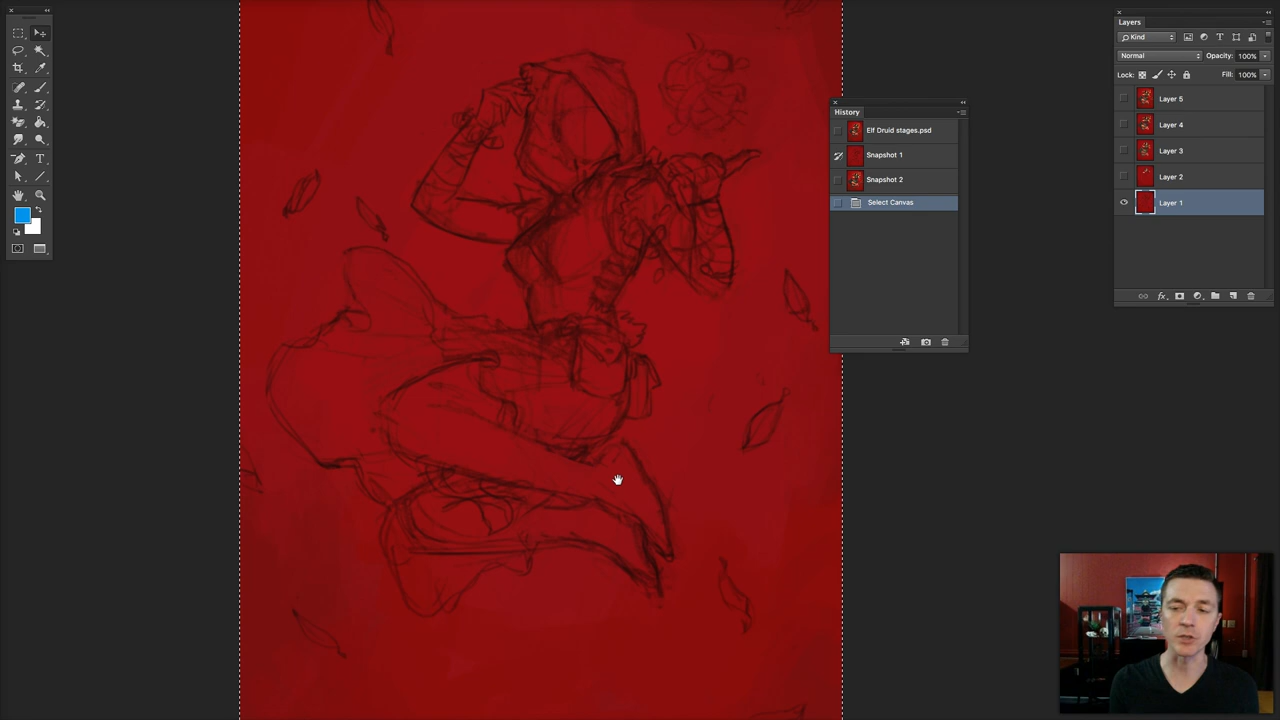 History
Elf Druid stages.psd
Snapshot 1
Snapshot 2
Select Canvas
Layers
Kind
Normal
Opacity: 100%
Lock:
Fill: 100%
Layer 5
Layer 4
Layer 3
Layer 2
Layer 1